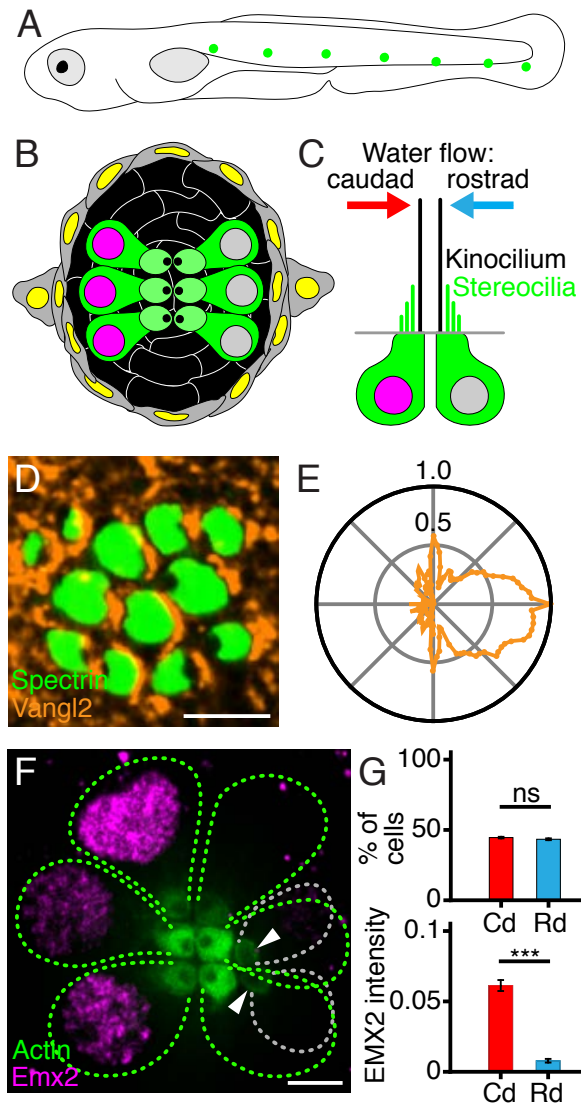 A
B
C
Water flow:
caudad
rostrad
Kinocilium
Stereocilia
D
Spectrin
Vangl2
E
1.0
0.5
F
Actin
Emx2
G
100
50
0
% of
cells
ns
Cd
Rd
0.1
0.05
0
EMX2 intensity
***
Cd
Rd